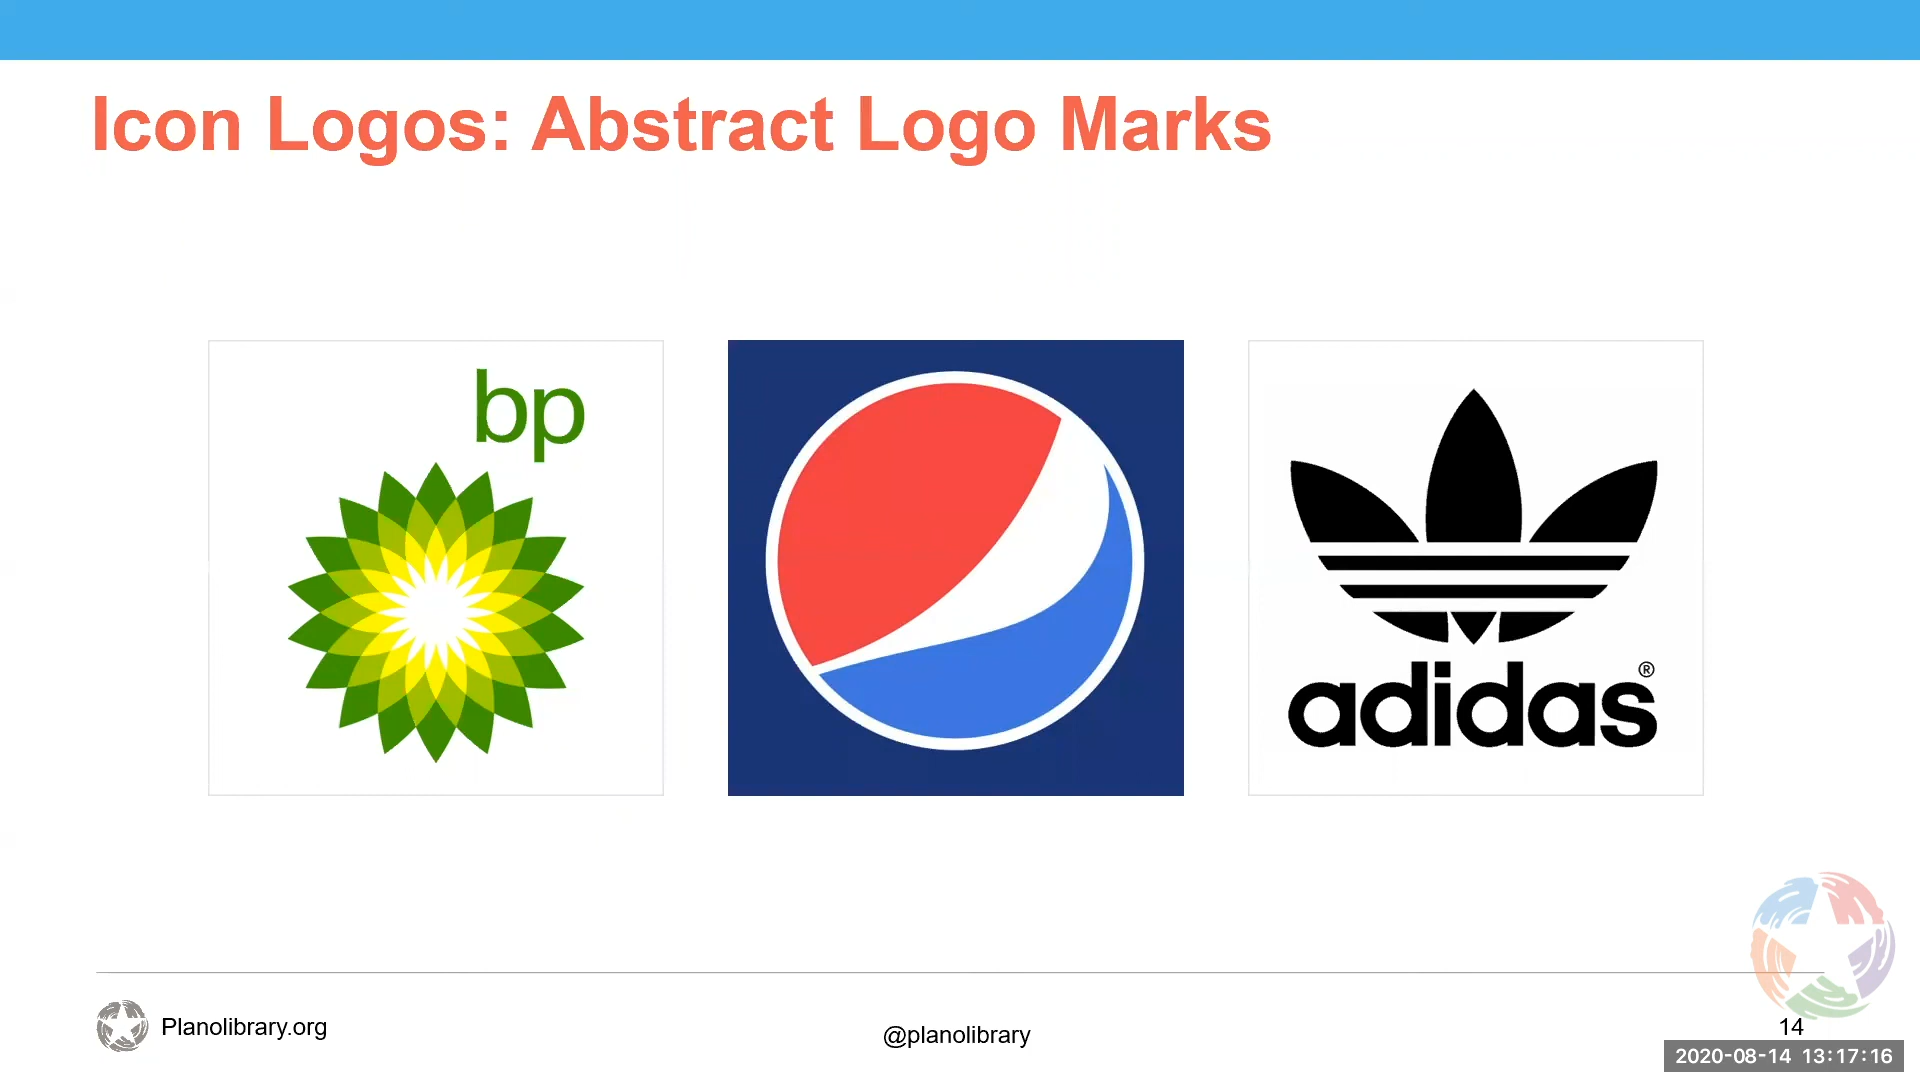 Icon Logos: Abstract Logo Marks
bp
adidas®
Planolibrary.org
@planolibrary
14
2020-08-14 13:17:16